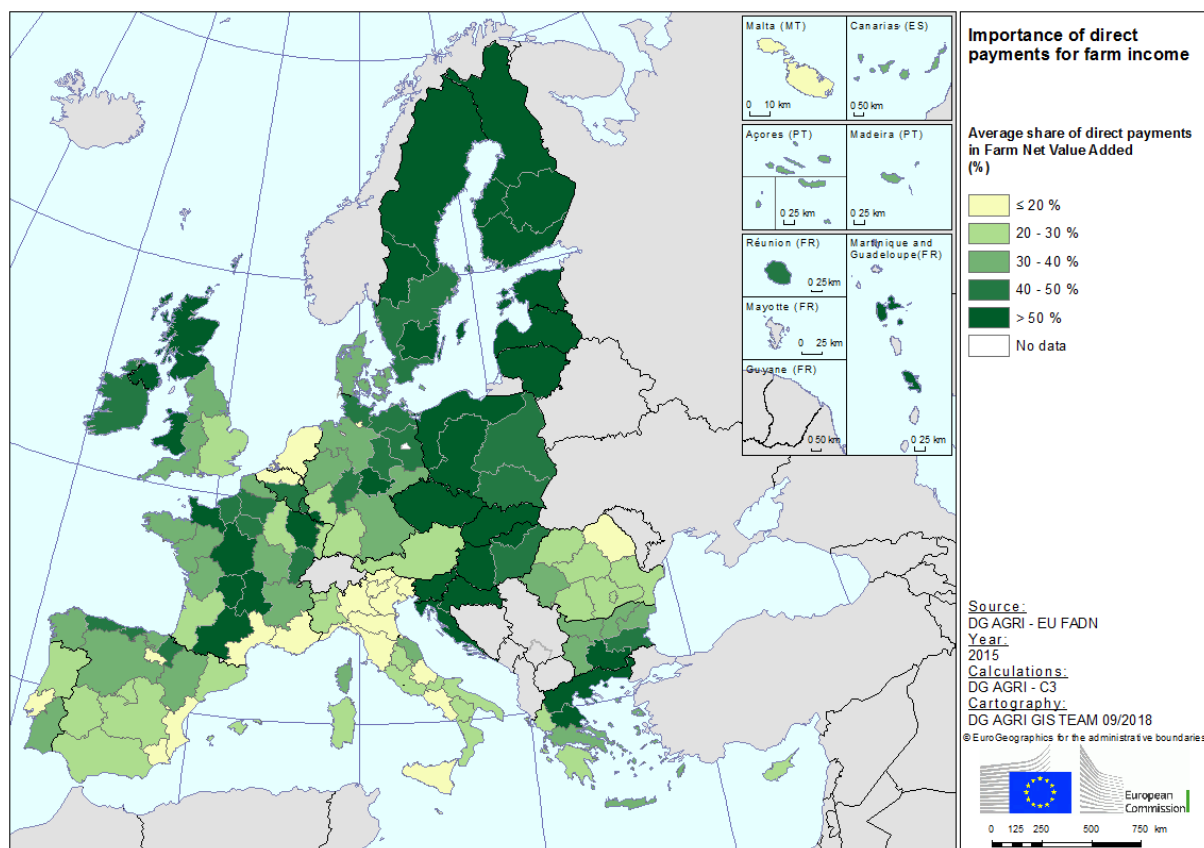 Malta (MT)
0 10 km
Canarias (ES)
0 50 km
Açores (PT)
0 25 km
Madeira (PT)
0 25 km
Réunion (FR)
0 25 km
Martinique and
Guadeloupe(FR)
Mayotte (FR)
0 25 km
Guyane (FR)
0 50 km
0 25 km
Importance of direct
payments for farm income
Average share of direct payments
in Farm Net Value Added
(%)
≤ 20 %
20 - 30 %
30 - 40 %
40 - 50 %
> 50 %
No data
Source:
DG AGRI - EU FADN
Year:
2015
Calculations:
DG AGRI - C3
Cartography:
DG AGRI GIS TEAM 09/2018
© EuroGeographics for the administrative boundaries
European
Commission
0 125 250 500 750 km